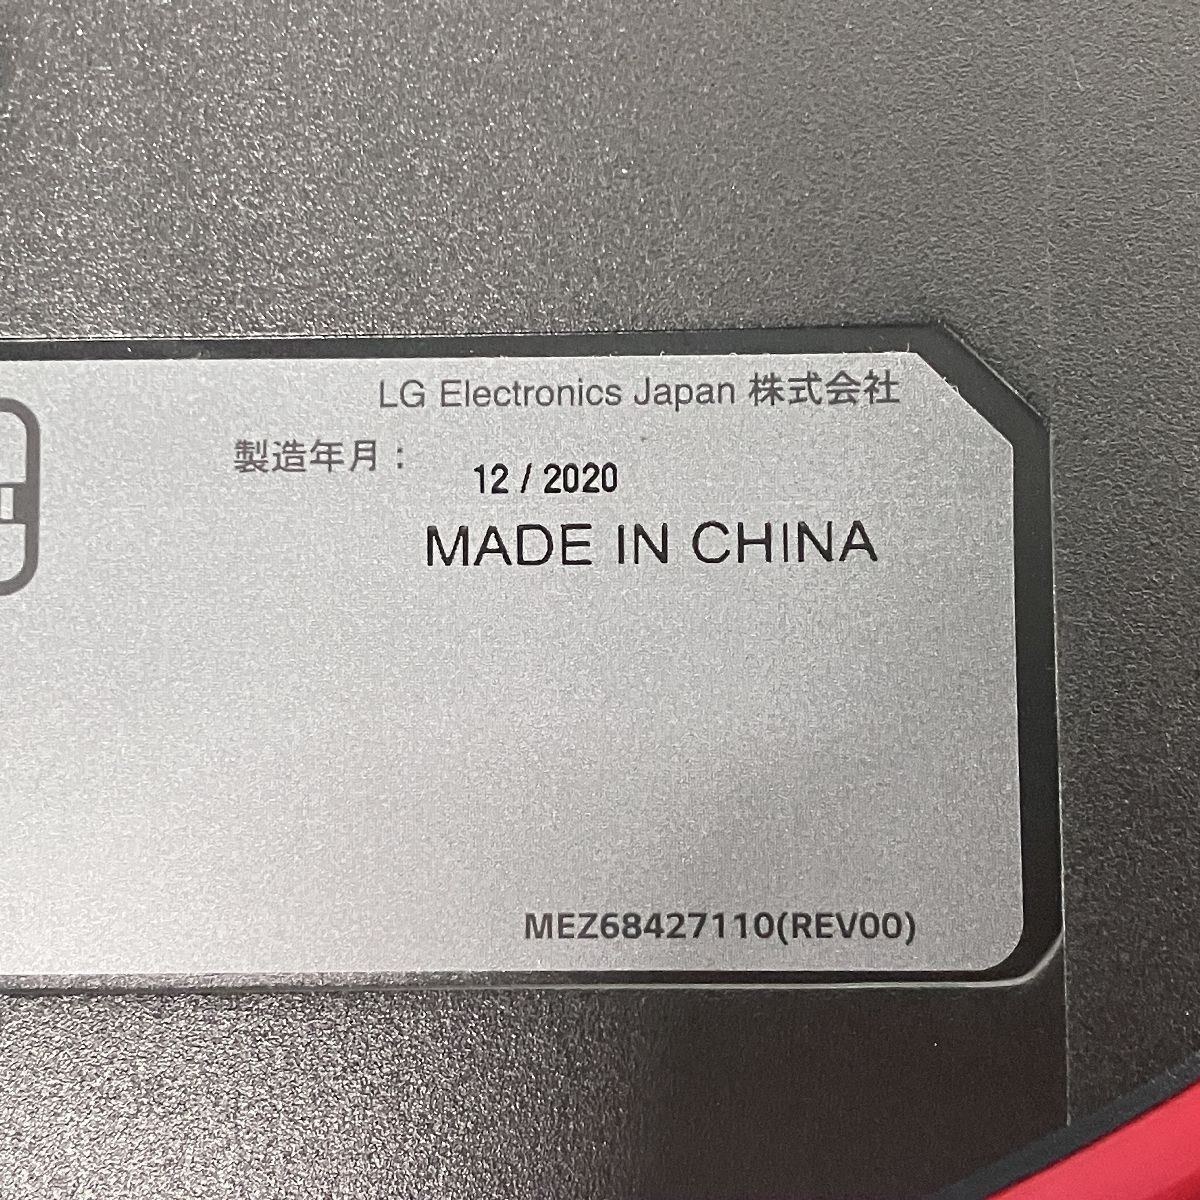 LG Electronics Japan 株式会社
製造年月：
12 / 2020
MADE IN CHINA
MEZ68427110(REV00)